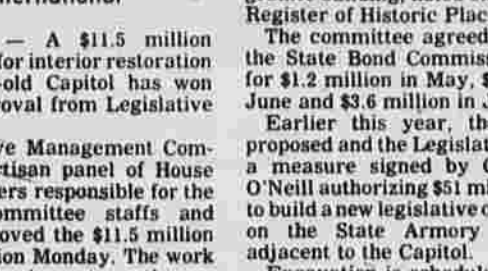 — A $11.5 million
for interior restoration
-old Capitol has won
oval from Legislative
e Management Com-
tisan panel of House
ers responsible for the
ommittee staffs and
oved the $11.5 million
ion Monday. The work
Register of Historic Plac
The committee agreed
the State Bond Commis
for $1.2 million in May, $
June and $3.6 million in J
Earlier this year, th
proposed and the Legislat
a measure signed by G
O'Neill authorizing $51 mi
to build a new legislative o
on the State Armory
adjacent to the Capitol.